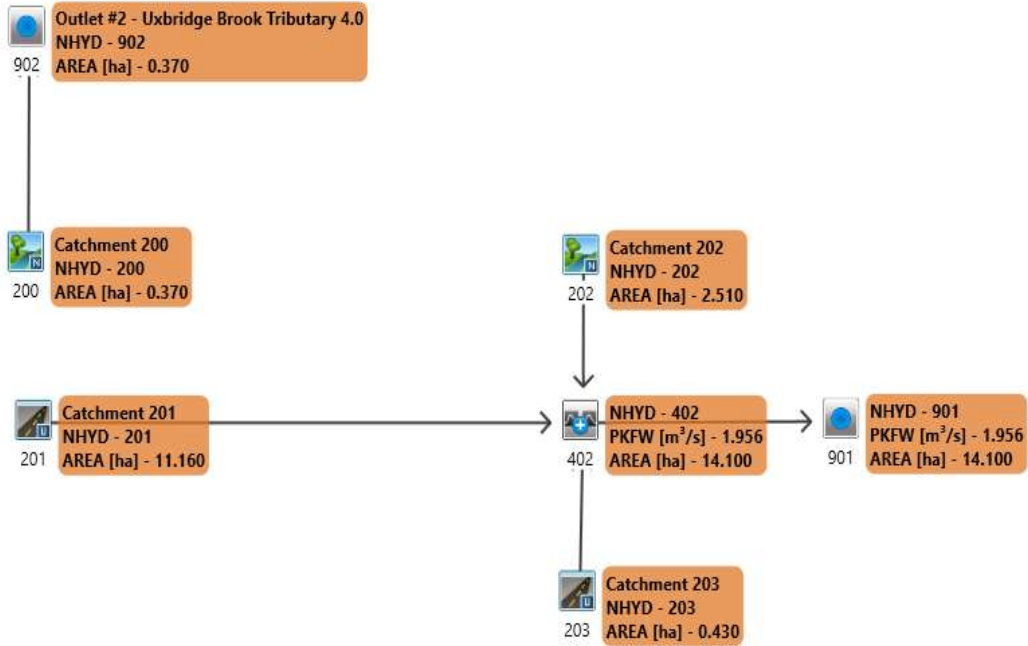 Outlet #2 - Uxbridge Brook Tributary 4.0
NHYD - 902
AREA [ha] - 0.370
902
Catchment 200
NHYD - 200
AREA [ha] - 0.370
N
200
Catchment 202
NHYD - 202
AREA [ha] - 2.510
N
202
Catchment 201
NHYD - 201
AREA [ha] - 11.160
U
201
NHYD - 402
PKFW [m³/s] - 1.956
AREA [ha] - 14.100
402
NHYD - 901
PKFW [m³/s] - 1.956
AREA [ha] - 14.100
901
Catchment 203
NHYD - 203
AREA [ha] - 0.430
U
203